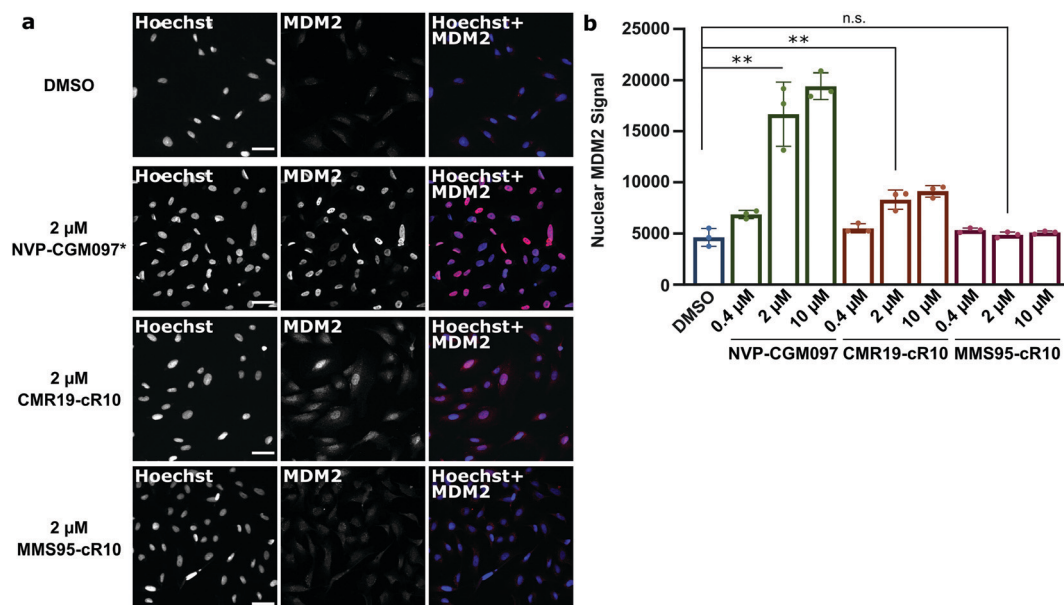 a
Hoechst
MDM2
Hoechst+
MDM2
DMSO
Hoechst
MDM2
Hoechst+
MDM2
2 µM
NVP-CGM097*
Hoechst
MDM2
Hoechst+
MDM2
2 µM
CMR19-cR10
Hoechst
MDM2
Hoechst+
MDM2
2 µM
MMS95-cR10
b
n.s.
**
**
Nuclear MDM2 Signal
25000
20000
15000
10000
5000
0
DMSO
0.4 µM
2 µM
10 µM
0.4 µM
2 µM
10 µM
0.4 µM
2 µM
10 µM
NVP-CGM097
CMR19-cR10
MMS95-cR10